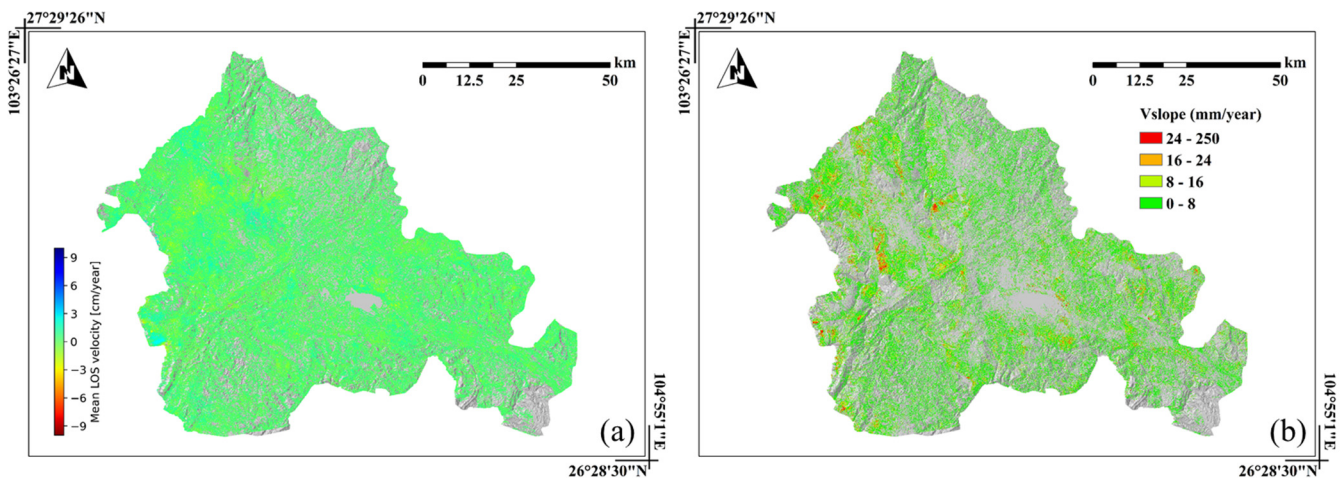 27°29'26"N
103°26'27"E
N
km
0 12.5 25 50
9
6
3
0
−3
−6
−9
Mean LOS velocity [cm/year]
104°55'1"E
(a)
26°28'30"N
27°29'26"N
103°26'27"E
N
km
0 12.5 25 50
Vslope (mm/year)
24 - 250
16 - 24
8 - 16
0 - 8
104°55'1"E
(b)
26°28'30"N